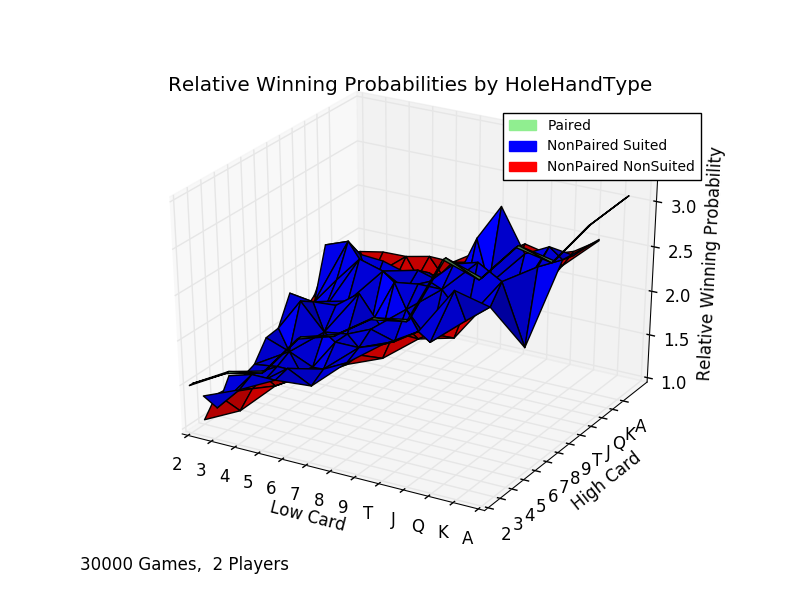 Relative Winning Probabilities by HoleHandType
Paired
NonPaired Suited
NonPaired NonSuited
3.0
2.5
2.0
1.5
1.0
Relative Winning Probability
2 3 4 5 6 7 8 9 T J Q K A
Low Card
2 3 4 5 6 7 8 9 T J Q K A
High Card
30000 Games,  2 Players